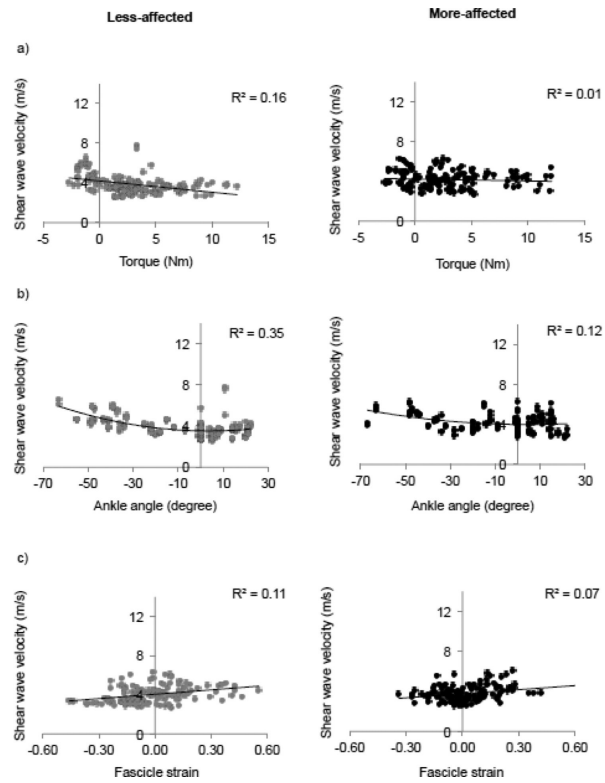 Less-affected
More-affected
a)
Shear wave velocity (m/s)
12
8
4
0
-5 0 5 10 15
Torque (Nm)
R² = 0.16
Shear wave velocity (m/s)
12
8
4
0
-5 0 5 10 15
Torque (Nm)
R² = 0.01
b)
Shear wave velocity (m/s)
12
8
4
0
-70 -50 -30 -10 10 30
Ankle angle (degree)
R² = 0.35
Shear wave velocity (m/s)
12
8
4
0
-70 -50 -30 -10 10 30
Ankle angle (degree)
R² = 0.12
c)
Shear wave velocity (m/s)
12
8
4
0
-0.60 -0.30 0.00 0.30 0.60
Fascicle strain
R² = 0.11
Shear wave velocity (m/s)
12
8
4
0
-0.60 -0.30 0.00 0.30 0.60
Fascicle strain
R² = 0.07